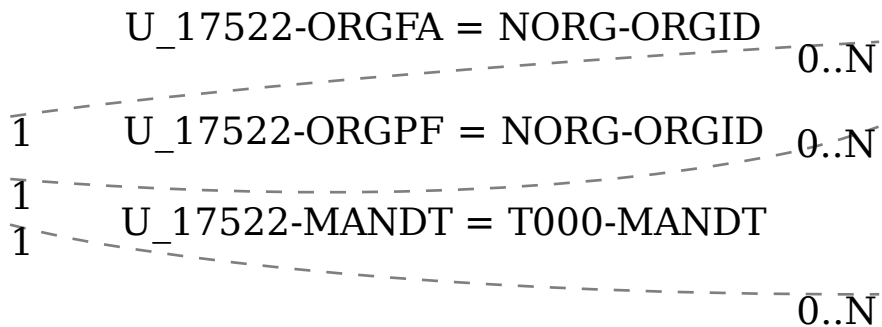 U_17522-ORGFA = NORG-ORGID
0..N
1
U_17522-ORGPF = NORG-ORGID
0..N
1
U_17522-MANDT = T000-MANDT
1
0..N